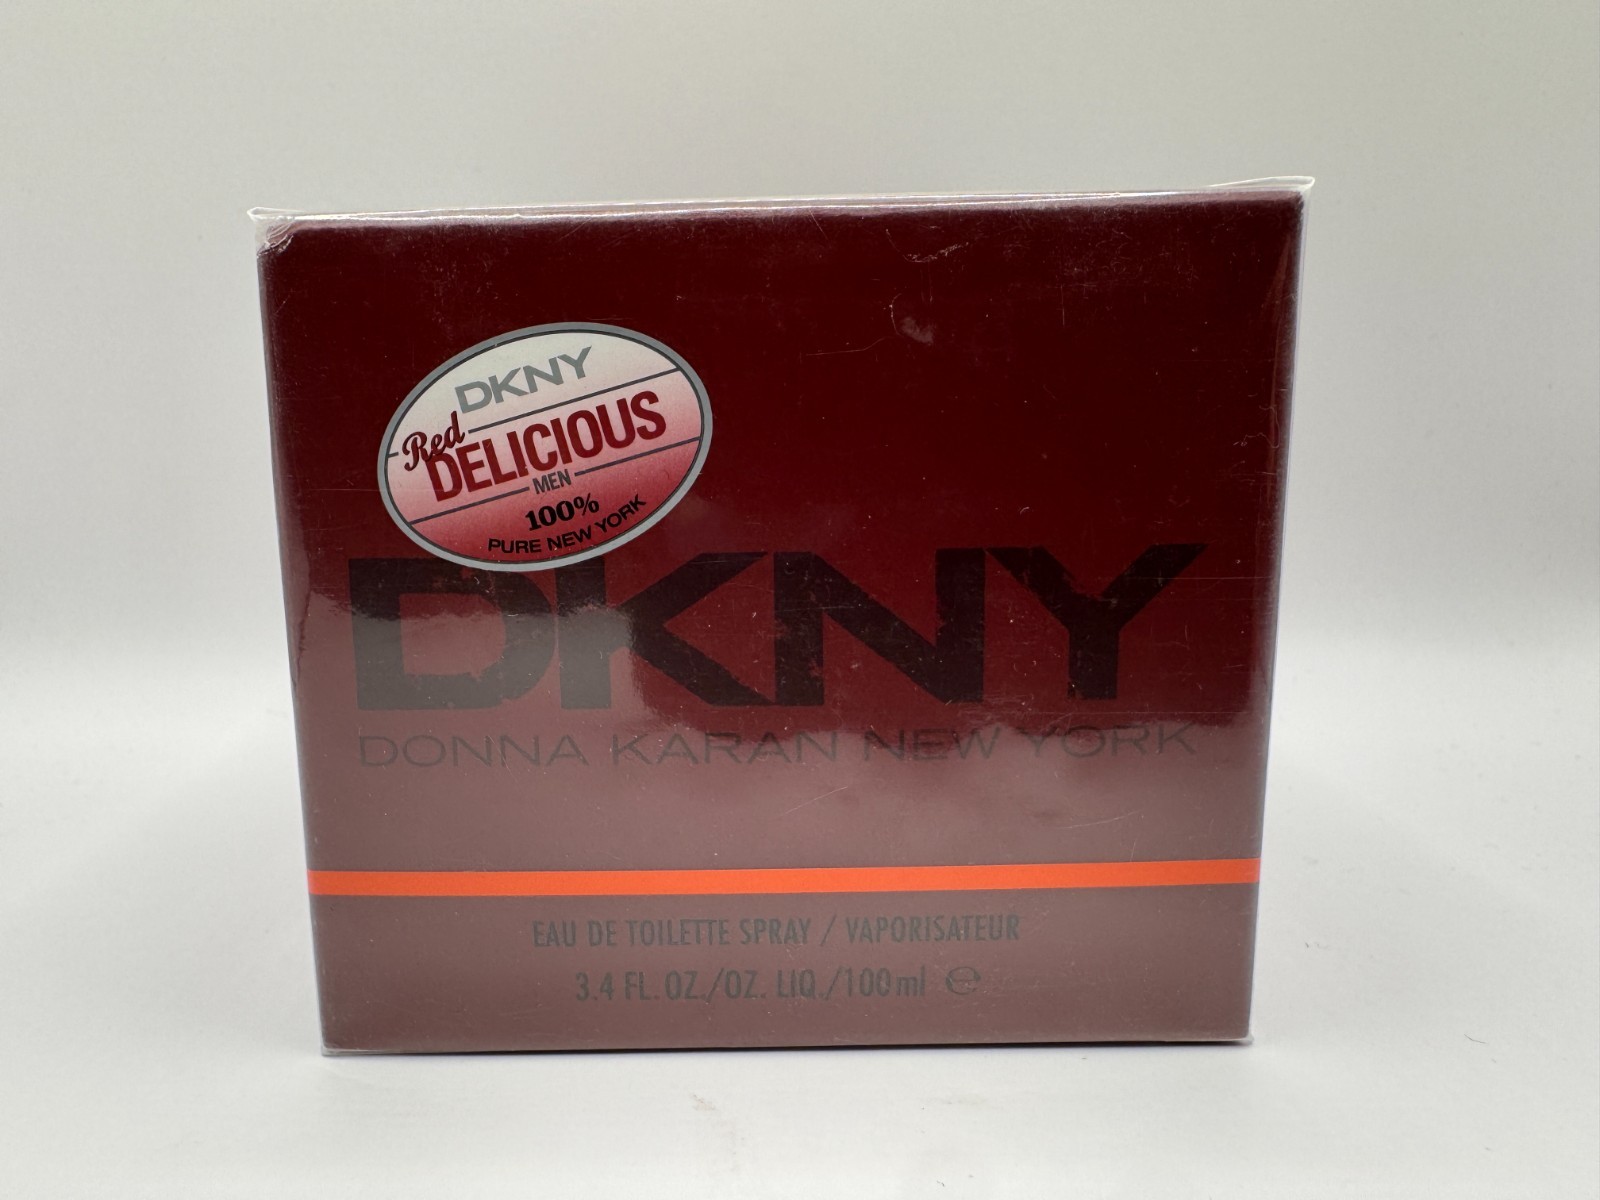 DKNY
Red
DELICIOUS
MEN
100%
PURE NEW YORK
DKNY
DONNA KARAN NEW YORK
EAU DE TOILETTE SPRAY / VAPORISATEUR
3.4 FL. OZ./OZ. LIQ./100ml ℮